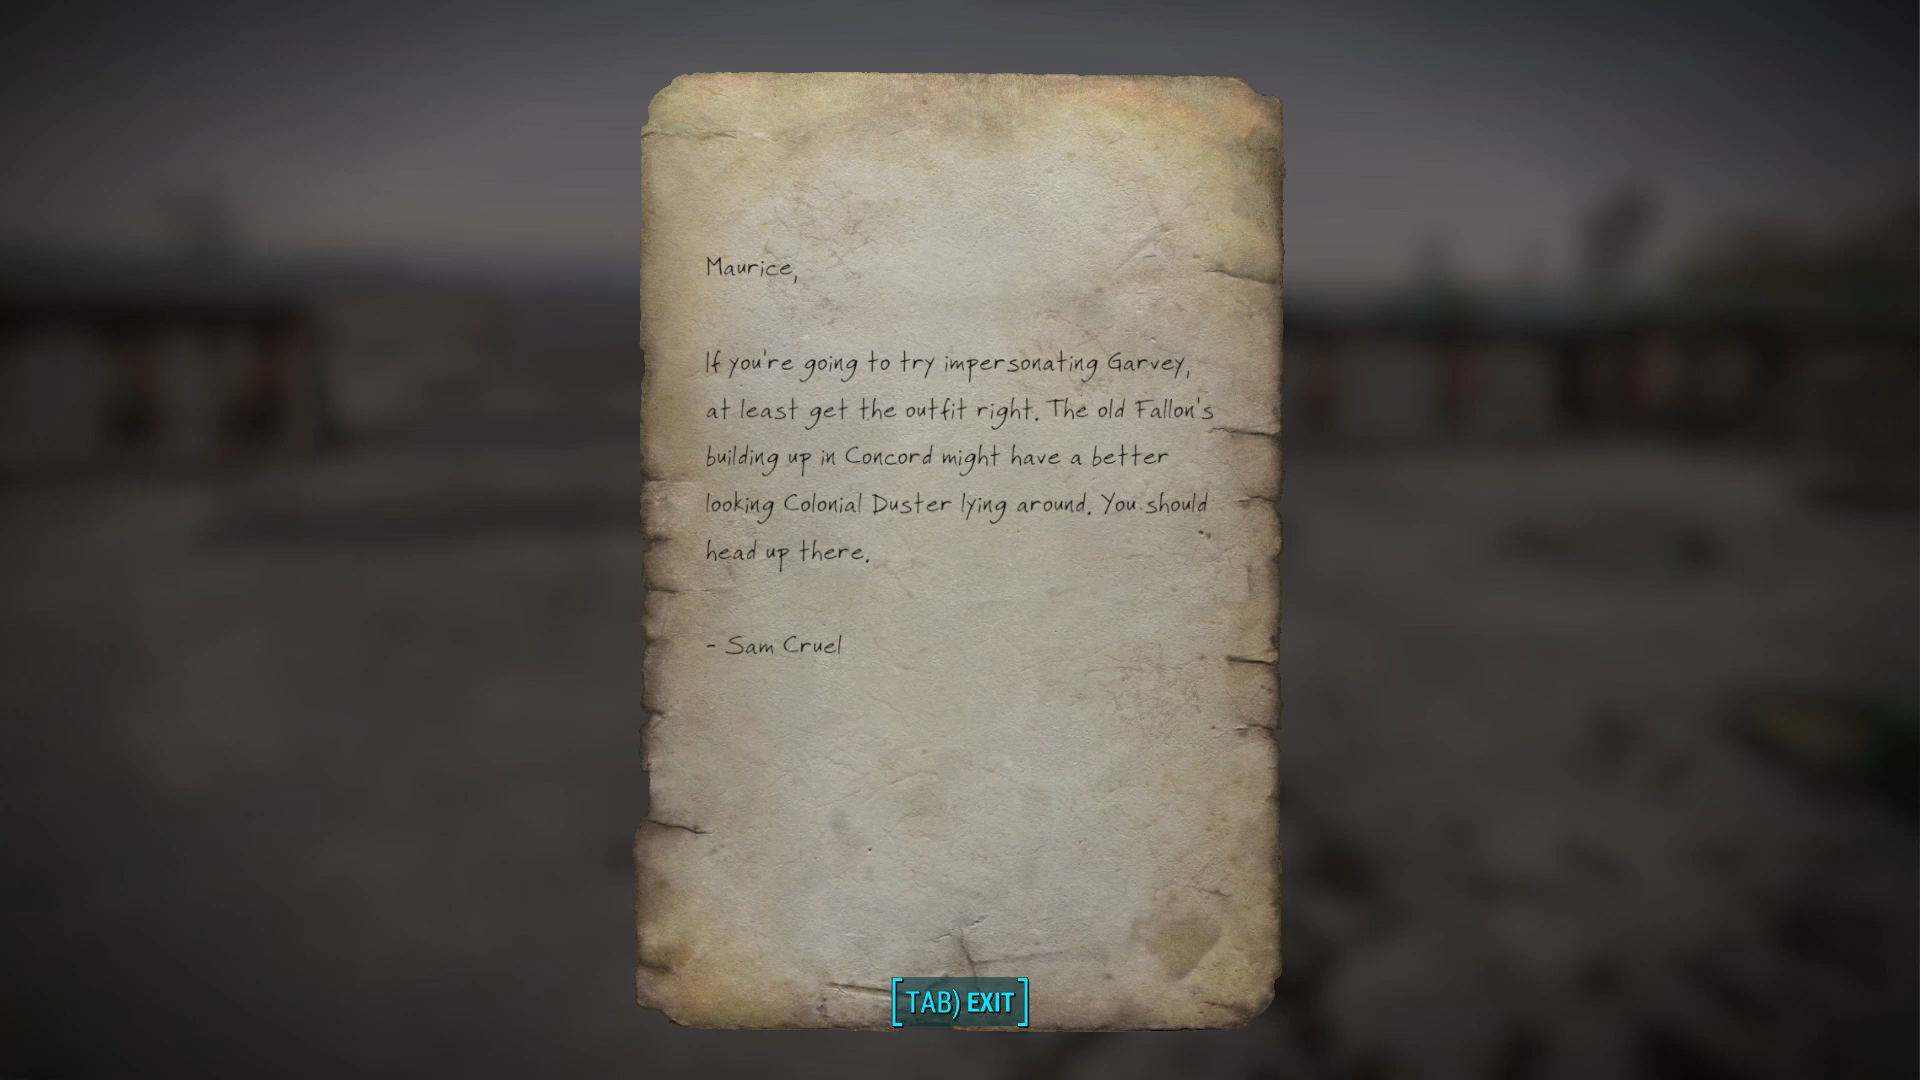 Maurice,
If you're going to try impersonating Garvey,
at least get the outfit right. The old Fallon's
building up in Concord might have a better
looking Colonial Duster lying around. You should
head up there.
- Sam Cruel
[TAB) EXIT]